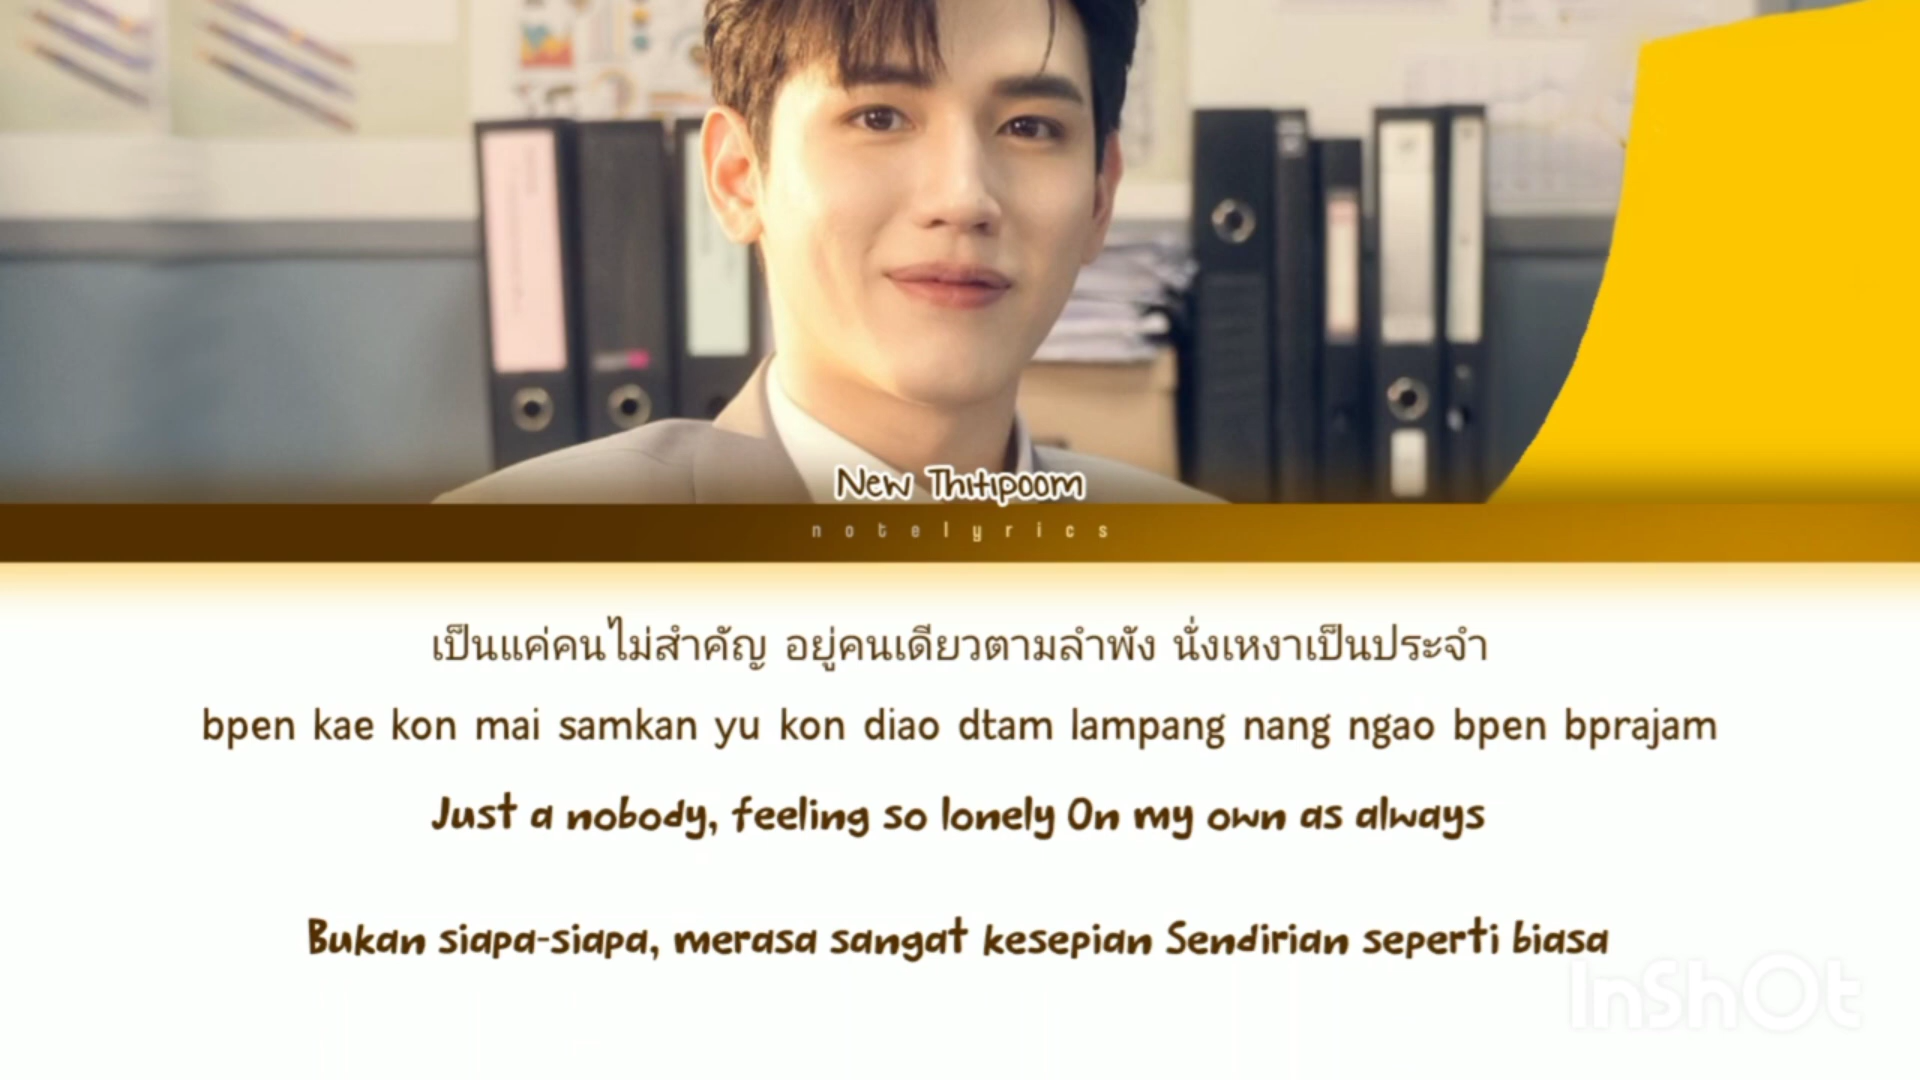 New Thitipoom
notelyrics
เป็นแค่คนไม่สำคัญ อยู่คนเดียวตามลำพัง นั่งเหงาเป็นประจำ
bpen kae kon mai samkan yu kon diao dtam lampang nang ngao bpen bprajam
Just a nobody, feeling so lonely On my own as always
Bukan siapa-siapa, merasa sangat kesepian Sendirian seperti biasa
InShOt